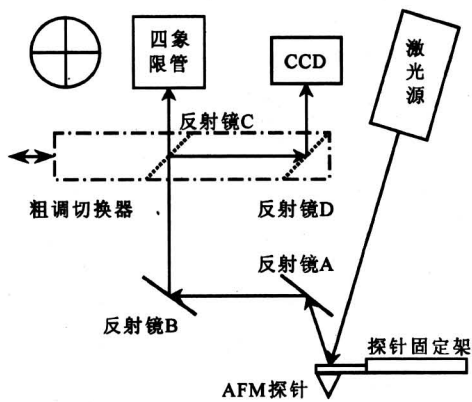 四象
限管
CCD
激光源
反射镜C
粗调切换器
反射镜D
反射镜A
反射镜B
探针固定架
AFM探针